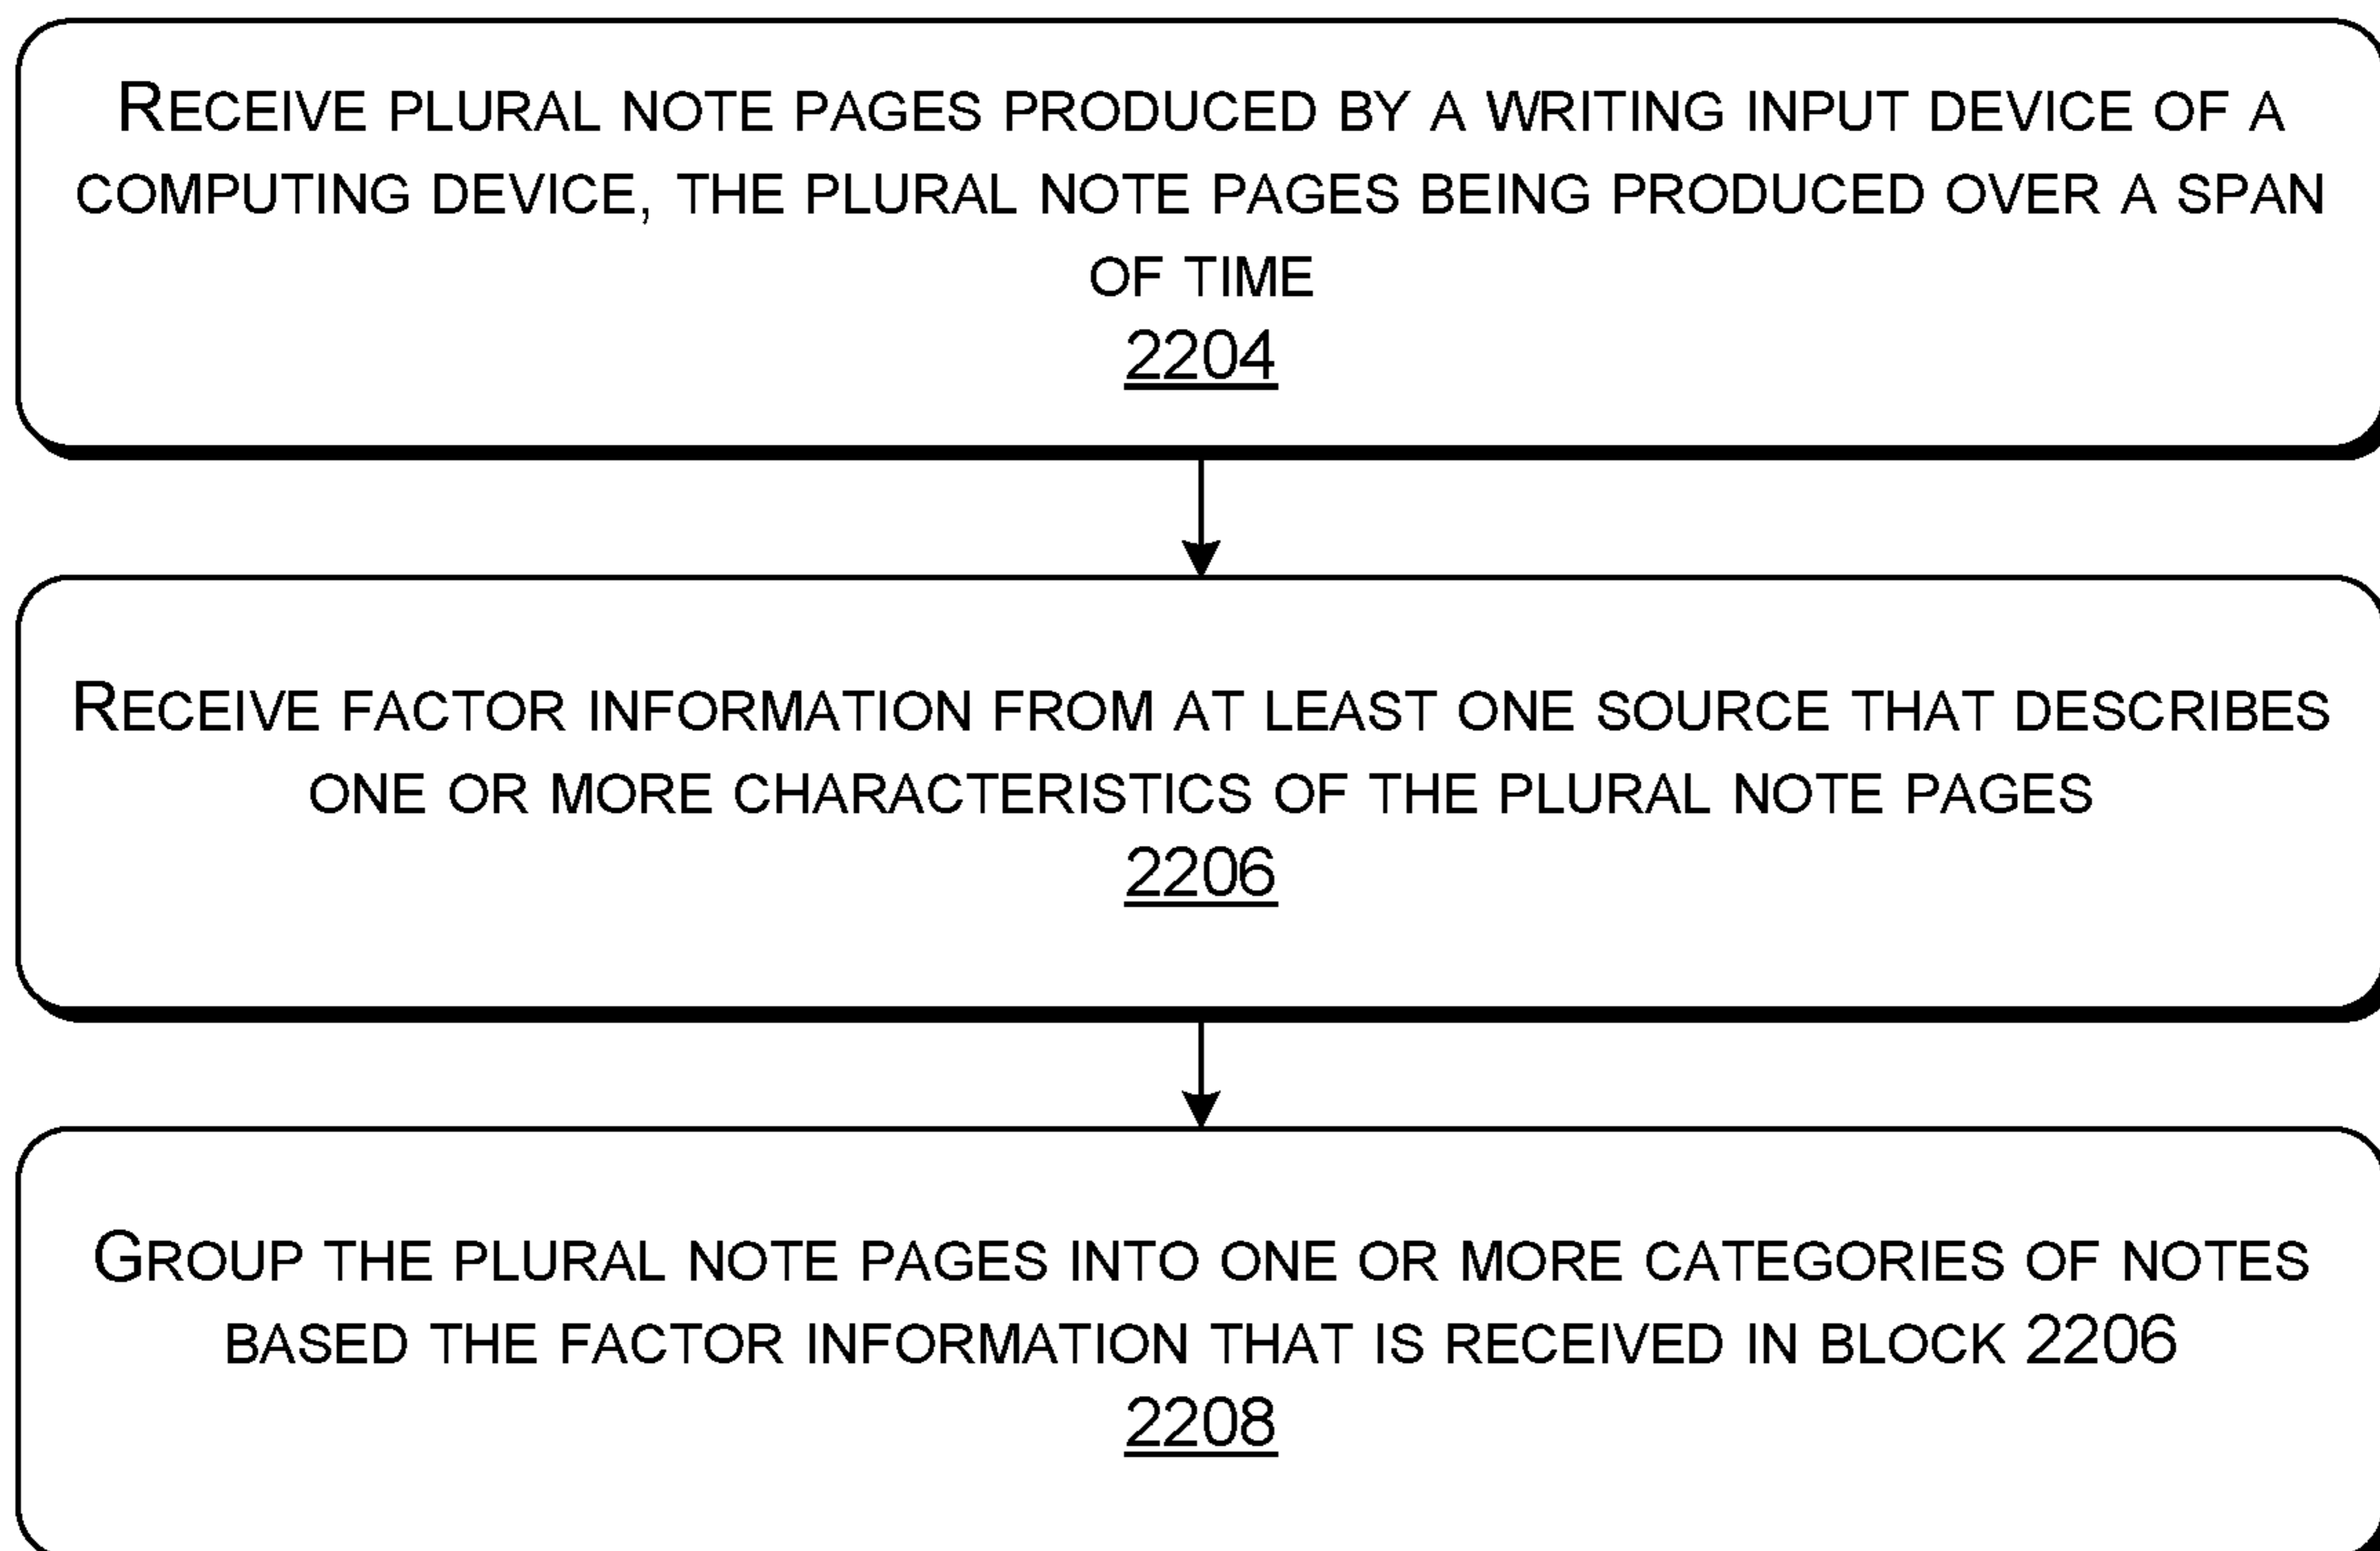 RECEIVE PLURAL NOTE PAGES PRODUCED BY A WRITING INPUT DEVICE OF A
COMPUTING DEVICE, THE PLURAL NOTE PAGES BEING PRODUCED OVER A SPAN
OF TIME
2204
RECEIVE FACTOR INFORMATION FROM AT LEAST ONE SOURCE THAT DESCRIBES
ONE OR MORE CHARACTERISTICS OF THE PLURAL NOTE PAGES
2206
GROUP THE PLURAL NOTE PAGES INTO ONE OR MORE CATEGORIES OF NOTES
BASED THE FACTOR INFORMATION THAT IS RECEIVED IN BLOCK 2206
2208